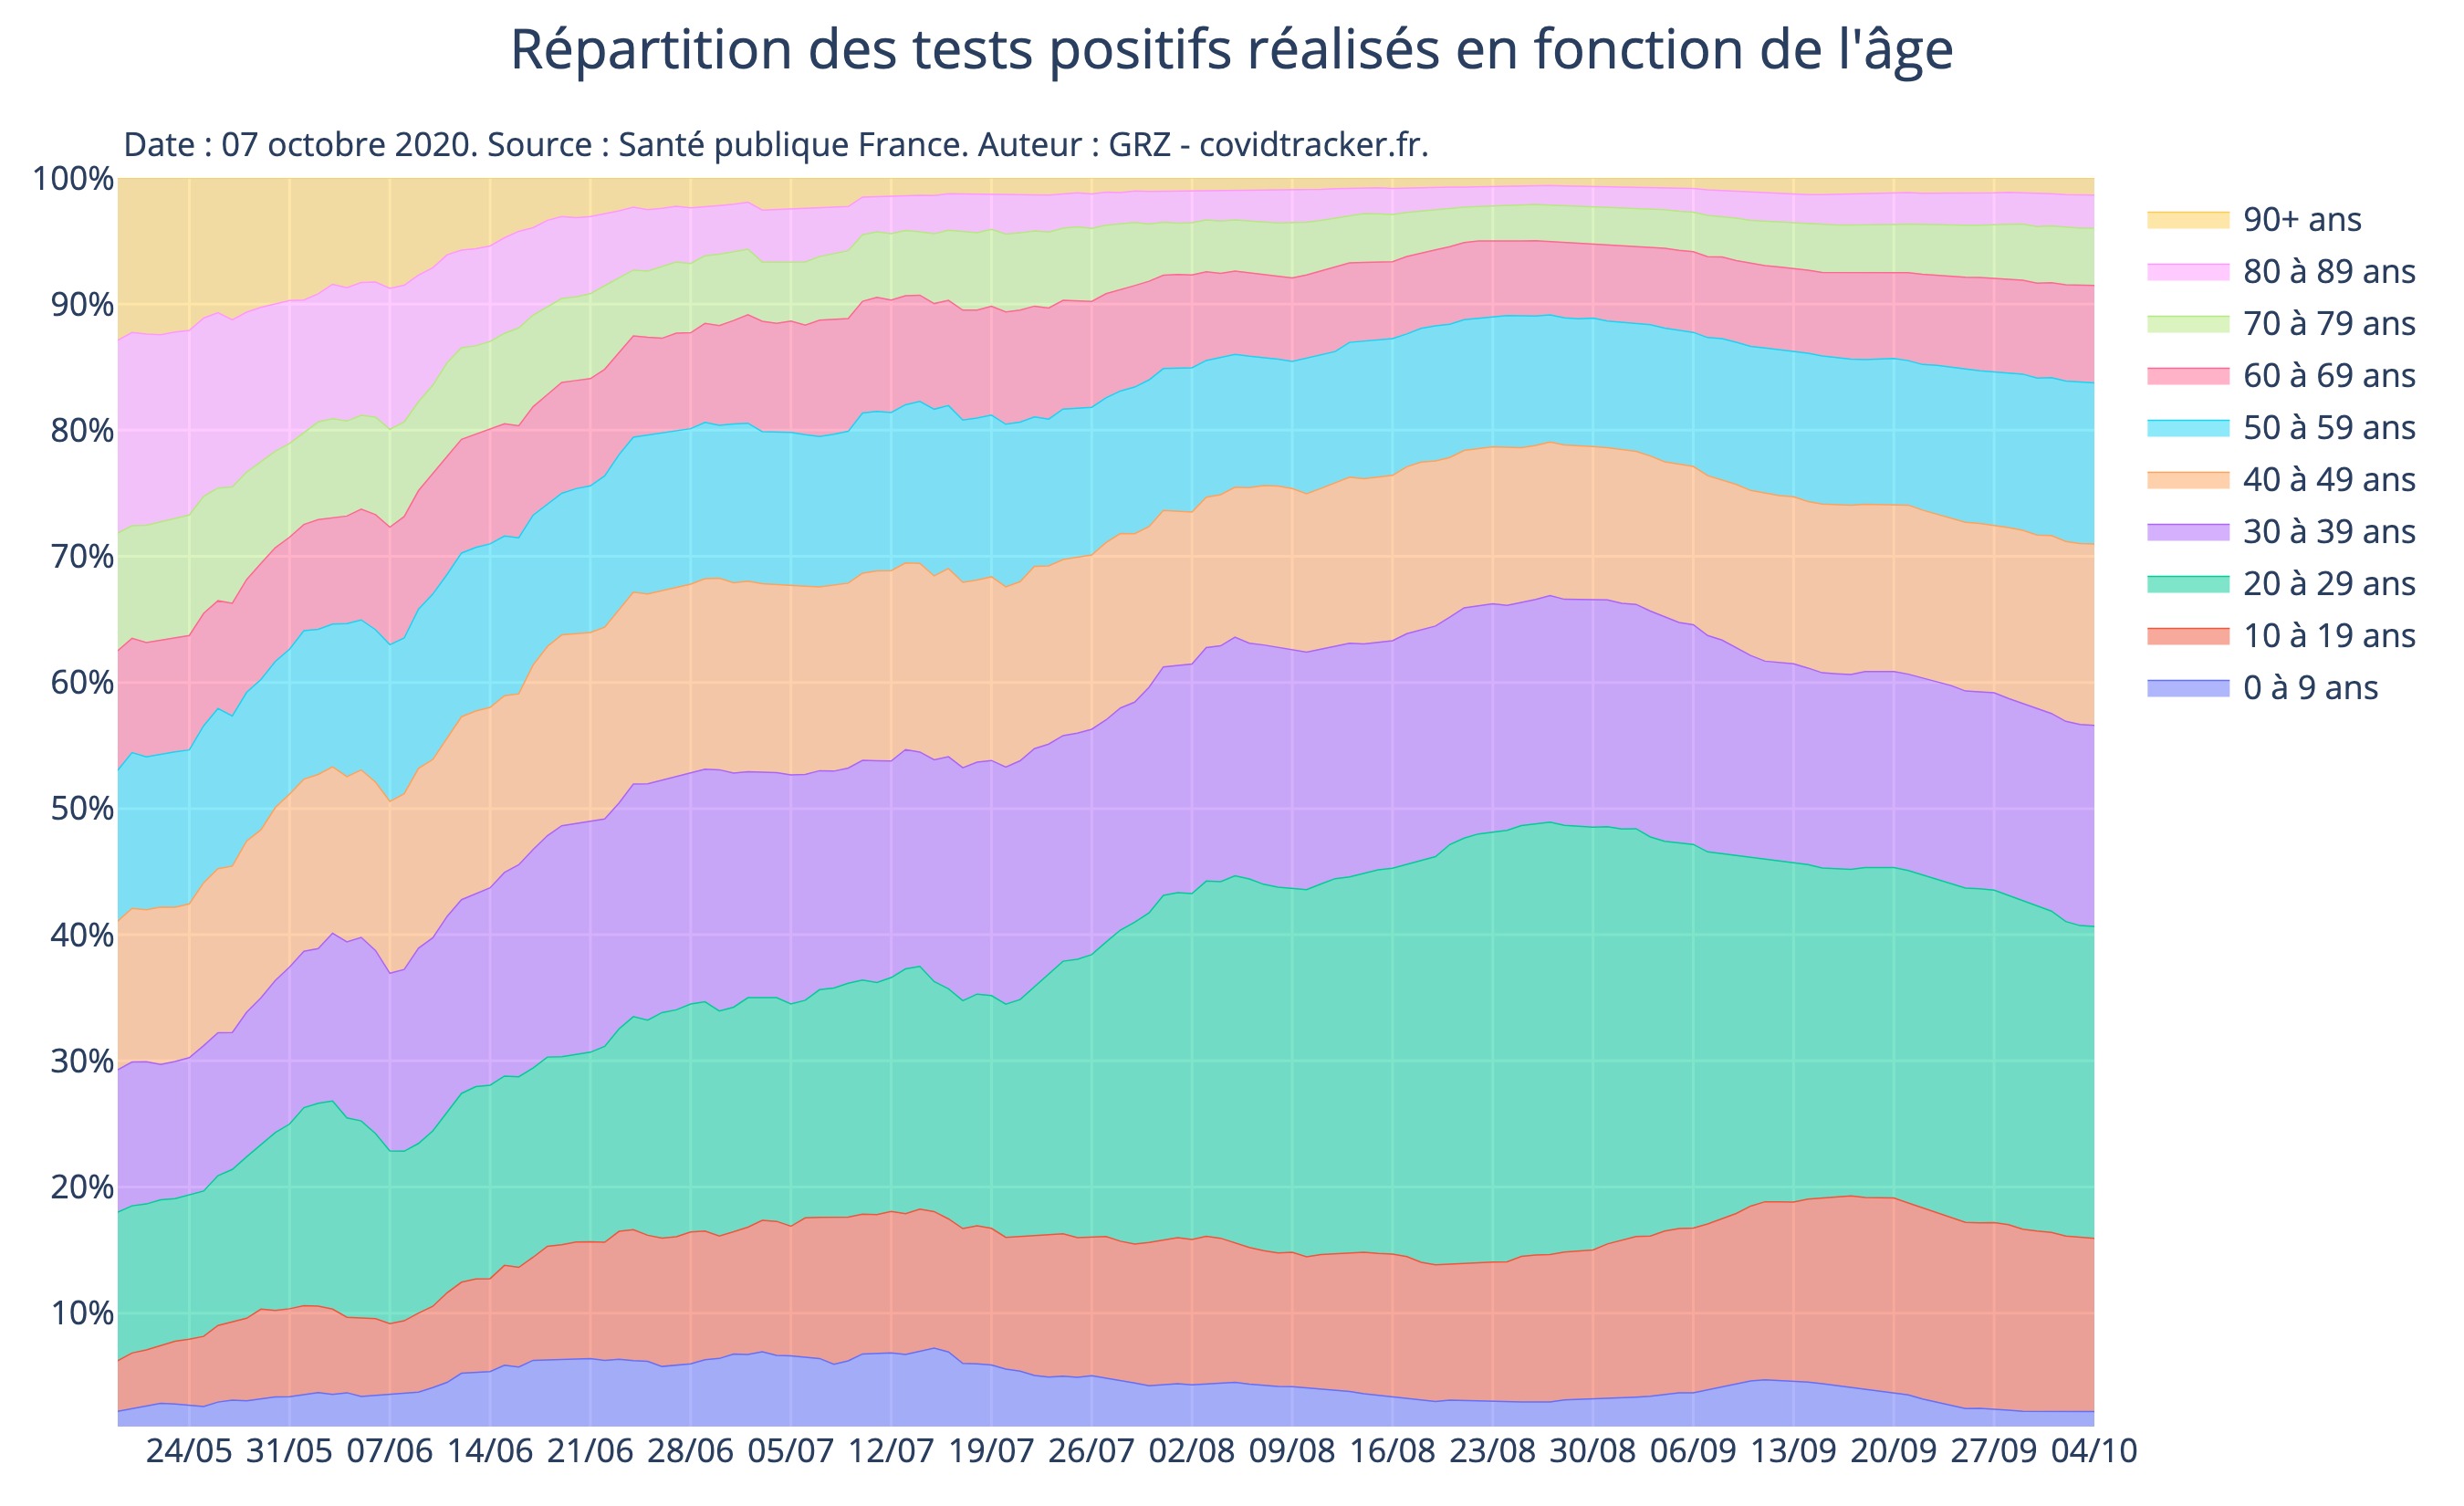 Répartition des tests positifs réalisés en fonction de l'âge
Date : 07 octobre 2020. Source : Santé publique France. Auteur : GRZ - covidtracker.fr.
100%
90%
80%
70%
60%
50%
40%
30%
20%
10%
24/05 31/05 07/06 14/06 21/06 28/06 05/07 12/07 19/07 26/07 02/08 09/08 16/08 23/08 30/08 06/09 13/09 20/09 27/09 04/10
90+ ans
80 à 89 ans
70 à 79 ans
60 à 69 ans
50 à 59 ans
40 à 49 ans
30 à 39 ans
20 à 29 ans
10 à 19 ans
0 à 9 ans